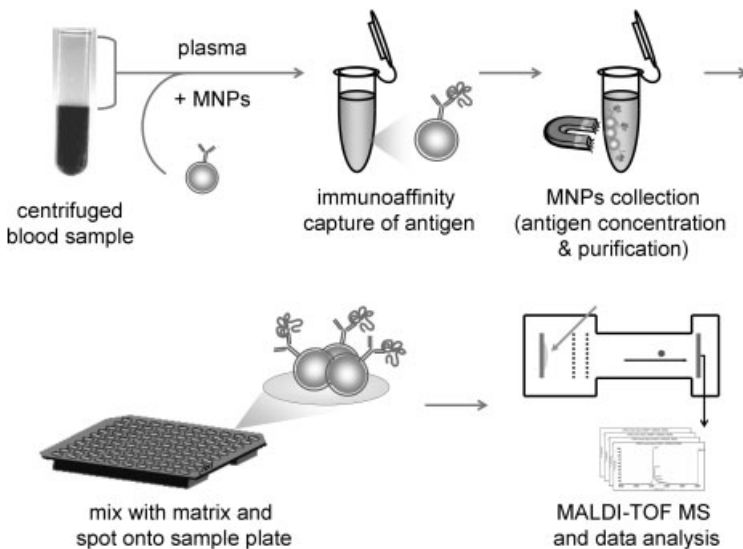 plasma
+ MNPs
centrifuged
blood sample
immunoaffinity
capture of antigen
MNPs collection
(antigen concentration
& purification)
mix with matrix and
spot onto sample plate
MALDI-TOF MS
and data analysis